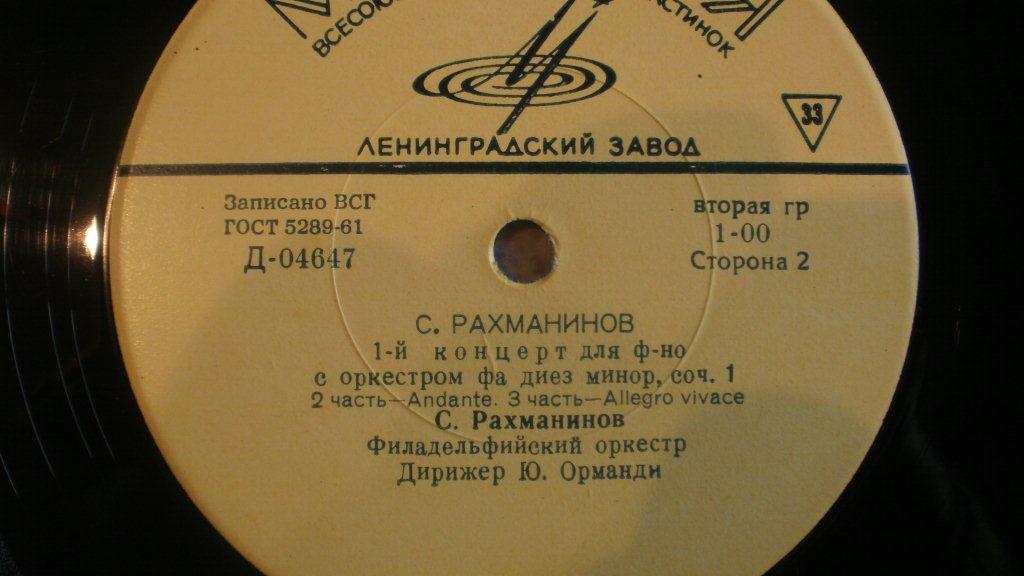 ЛЕНИНГРАДСКИЙ ЗАВОД
33
Записано ВСГ
ГОСТ 5289-61
Д-04647
вторая гр
1-00
Сторона 2
С. РАХМАНИНОВ
1-й концерт для ф-но
с оркестром фа диез минор, соч. 1
2 часть—Andante. 3 часть—Allegro vivace
С. Рахманинов
Филадельфийский оркестр
Дирижер Ю. Орманди